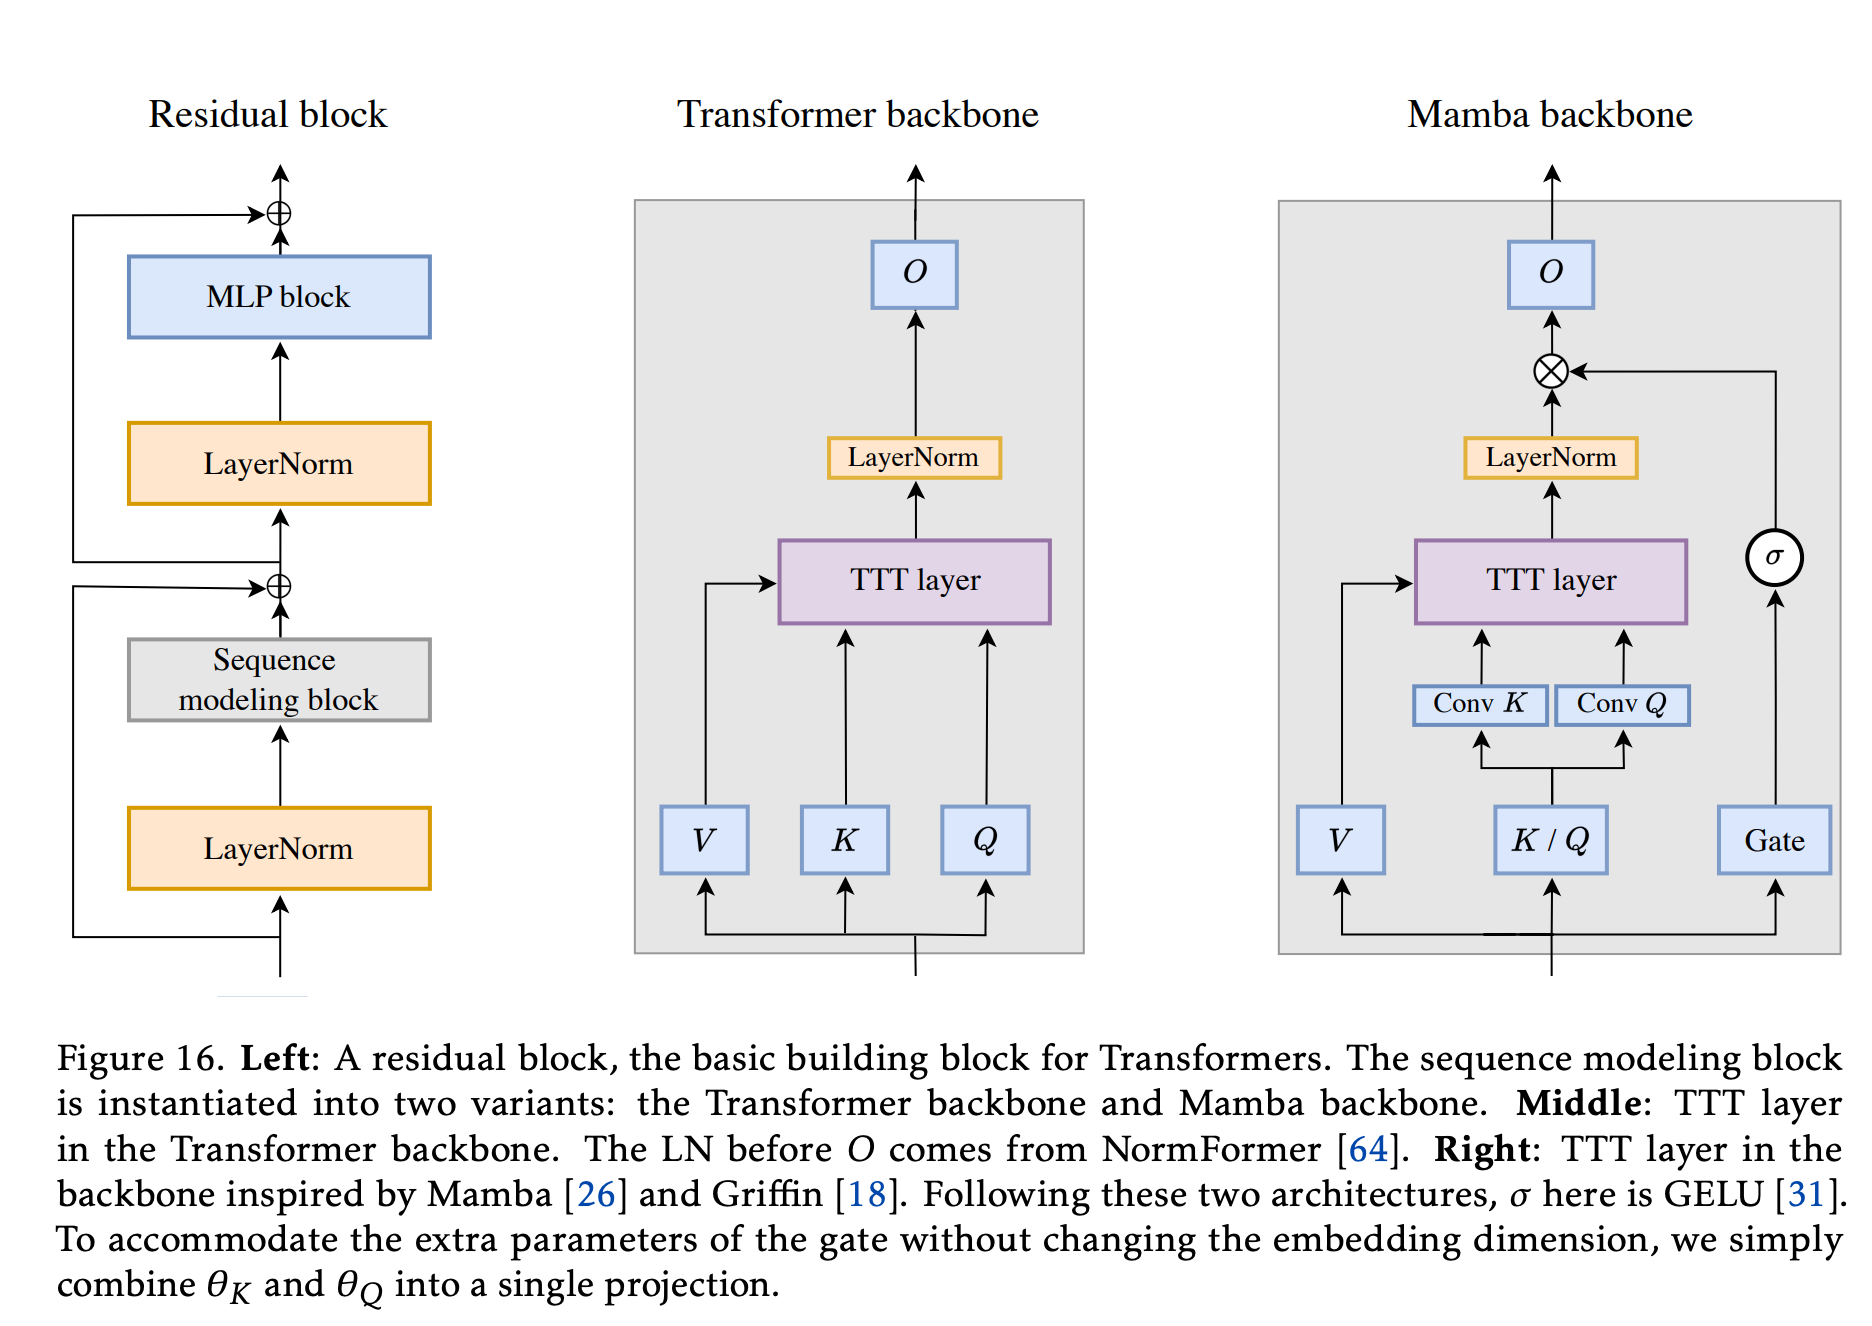 Residual block
MLP block
LayerNorm
Sequence
modeling block
LayerNorm
Transformer backbone
O
LayerNorm
TTT layer
V
K
Q
Mamba backbone
O
LayerNorm
σ
TTT layer
Conv K
Conv Q
V
K / Q
Gate
Figure 16. Left: A residual block, the basic building block for Transformers. The sequence modeling block
is instantiated into two variants: the Transformer backbone and Mamba backbone. Middle: TTT layer
in the Transformer backbone. The LN before O comes from NormFormer [64]. Right: TTT layer in the
backbone inspired by Mamba [26] and Griffin [18]. Following these two architectures, σ here is GELU [31].
To accommodate the extra parameters of the gate without changing the embedding dimension, we simply
combine θ_K and θ_Q into a single projection.